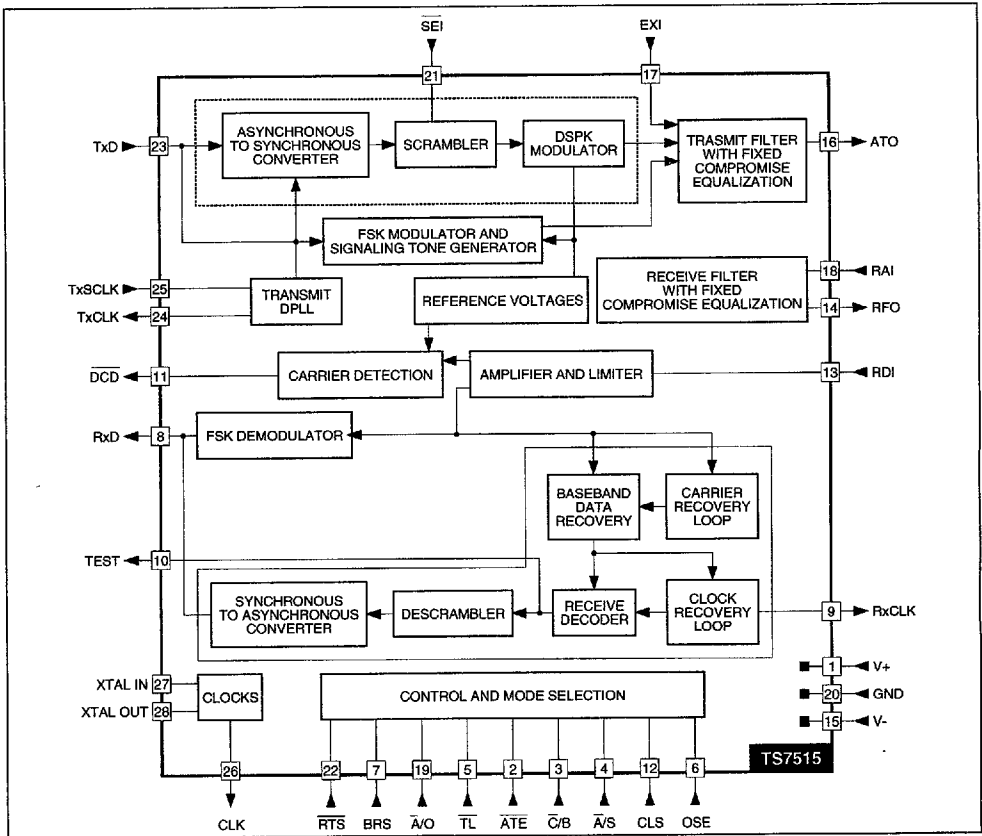 S̅E̅I̅
EXI
21
17
TxD
23
ASYNCHRONOUS
TO SYNCHRONOUS
CONVERTER
SCRAMBLER
DSPK
MODULATOR
TRASMIT FILTER
WITH FIXED
COMPROMISE
EQUALIZATION
16
ATO
FSK MODULATOR AND
SIGNALING TONE GENERATOR
TxSCLK
25
TxCLK
24
TRANSMIT
DPLL
REFERENCE VOLTAGES
RECEIVE FILTER
WITH FIXED
COMPROMISE EQUALIZATION
18
RAI
14
RFO
D̅C̅D̅
11
CARRIER DETECTION
AMPLIFIER AND LIMITER
13
RDI
RxD
8
FSK DEMODULATOR
BASEBAND
DATA
RECOVERY
CARRIER
RECOVERY
LOOP
TEST
10
SYNCHRONOUS
TO ASYNCHRONOUS
CONVERTER
DESCRAMBLER
RECEIVE
DECODER
CLOCK
RECOVERY
LOOP
9
RxCLK
1
V+
20
GND
15
V-
XTAL IN
27
XTAL OUT
28
CLOCKS
CONTROL AND MODE SELECTION
TS7515
26
22
7
19
5
2
3
4
12
6
CLK
R̅T̅S̅
BRS
A̅/O
T̅L̅
A̅T̅E̅
C̅/B
A̅/S
CLS
OSE